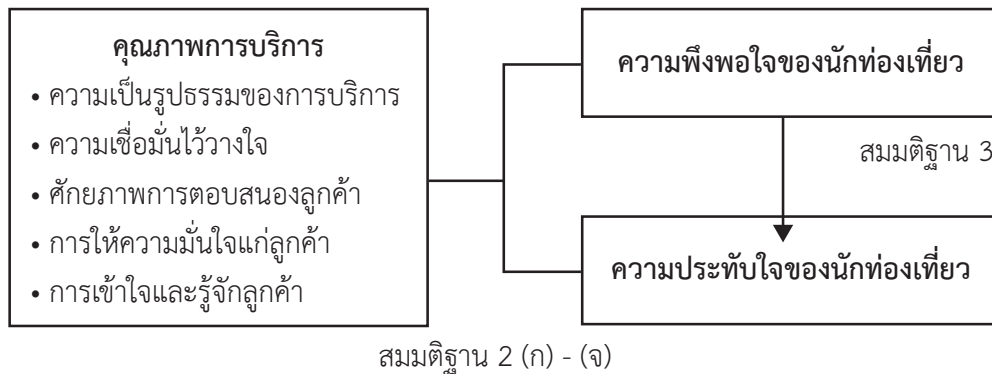 คุณภาพการบริการ
• ความเป็นรูปธรรมของการบริการ
• ความเชื่อมั่นไว้วางใจ
• ศักยภาพการตอบสนองลูกค้า
• การให้ความมั่นใจแก่ลูกค้า
• การเข้าใจและรู้จักลูกค้า
ความพึงพอใจของนักท่องเที่ยว
สมมติฐาน 3
ความประทับใจของนักท่องเที่ยว
สมมติฐาน 2 (ก) - (จ)